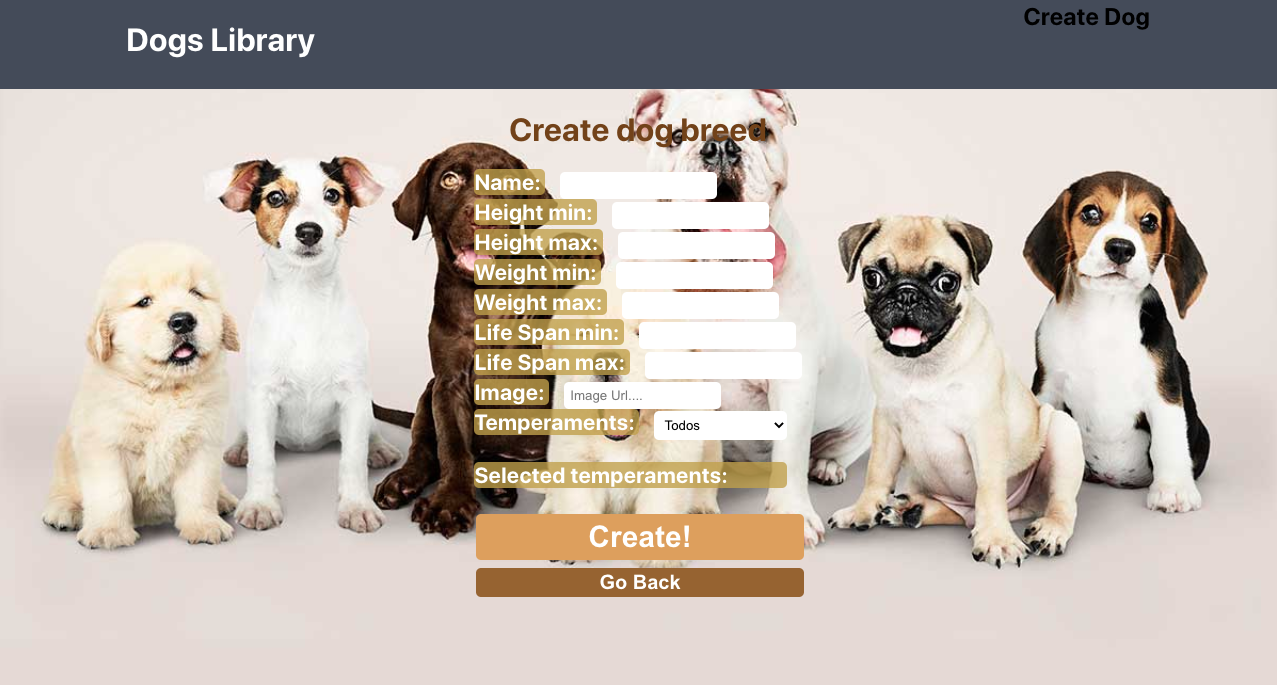 Dogs Library
Create Dog
Create dog breed
Name:
Height min:
Height max:
Weight min:
Weight max:
Life Span min:
Life Span max:
Image: Image Url....
Temperaments: Todos
Selected temperaments:
Create!
Go Back